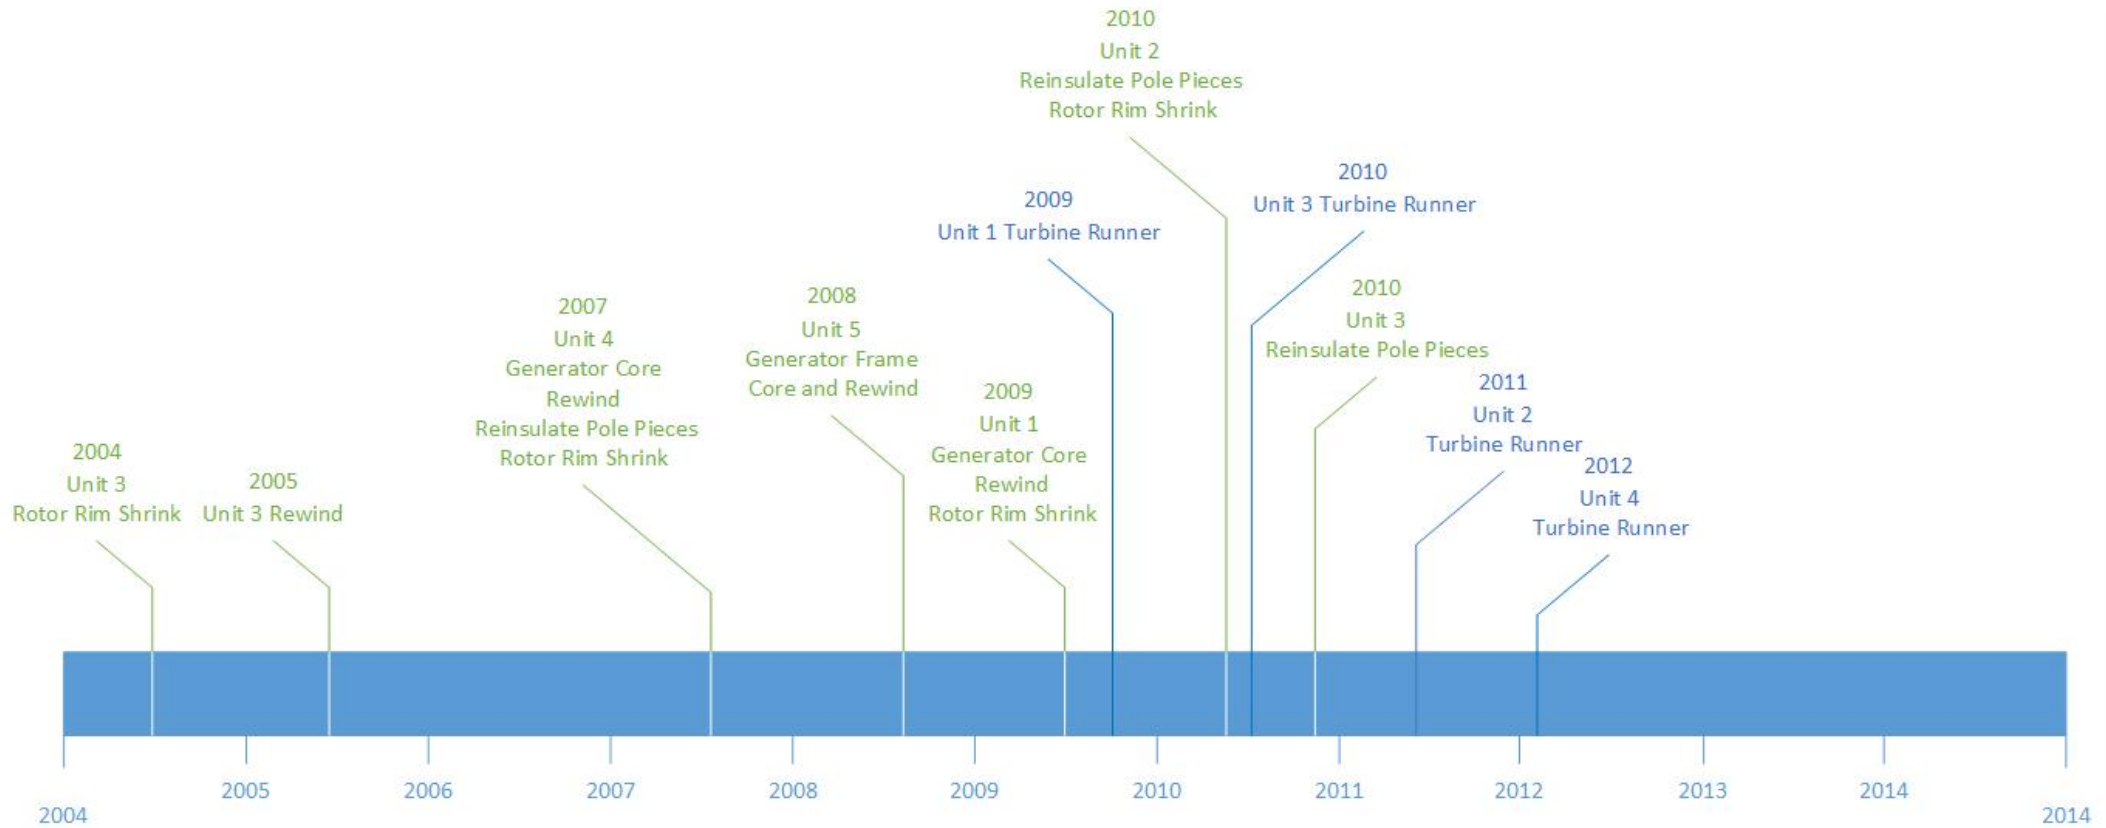 2010
Unit 2
Reinsulate Pole Pieces
Rotor Rim Shrink
2010
Unit 3 Turbine Runner
2009
Unit 1 Turbine Runner
2010
Unit 3
Reinsulate Pole Pieces
2008
Unit 5
Generator Frame
Core and Rewind
2007
Unit 4
Generator Core
Rewind
Reinsulate Pole Pieces
Rotor Rim Shrink
2011
Unit 2
Turbine Runner
2009
Unit 1
Generator Core
Rewind
Rotor Rim Shrink
2004
Unit 3
Rotor Rim Shrink
2005
Unit 3 Rewind
2012
Unit 4
Turbine Runner
2005
2006
2007
2008
2009
2010
2011
2012
2013
2014
2004
2014